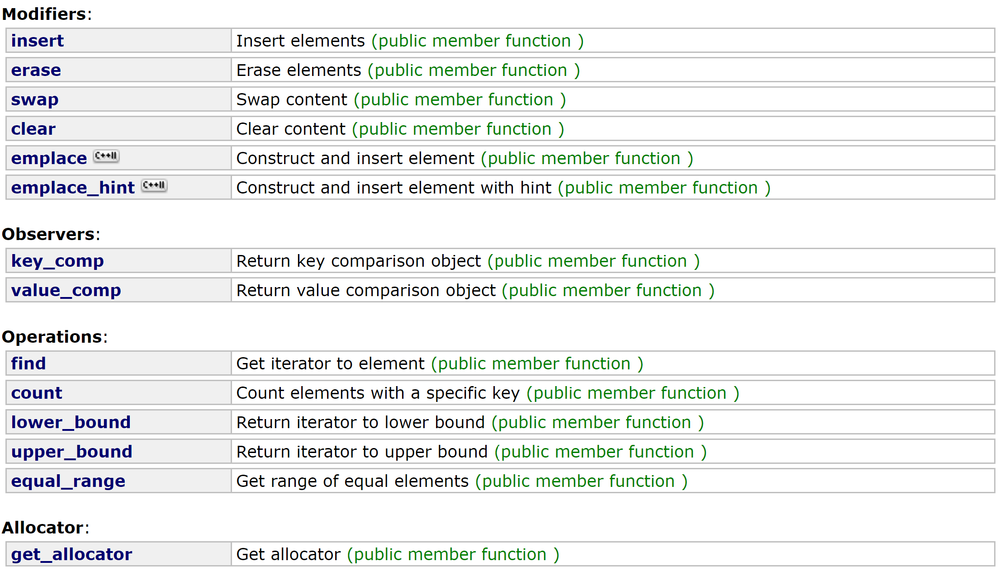 Modifiers:
insert Insert elements (public member function )
erase Erase elements (public member function )
swap Swap content (public member function )
clear Clear content (public member function )
emplace C++11 Construct and insert element (public member function )
emplace_hint C++11 Construct and insert element with hint (public member function )
Observers:
key_comp Return key comparison object (public member function )
value_comp Return value comparison object (public member function )
Operations:
find Get iterator to element (public member function )
count Count elements with a specific key (public member function )
lower_bound Return iterator to lower bound (public member function )
upper_bound Return iterator to upper bound (public member function )
equal_range Get range of equal elements (public member function )
Allocator:
get_allocator Get allocator (public member function )